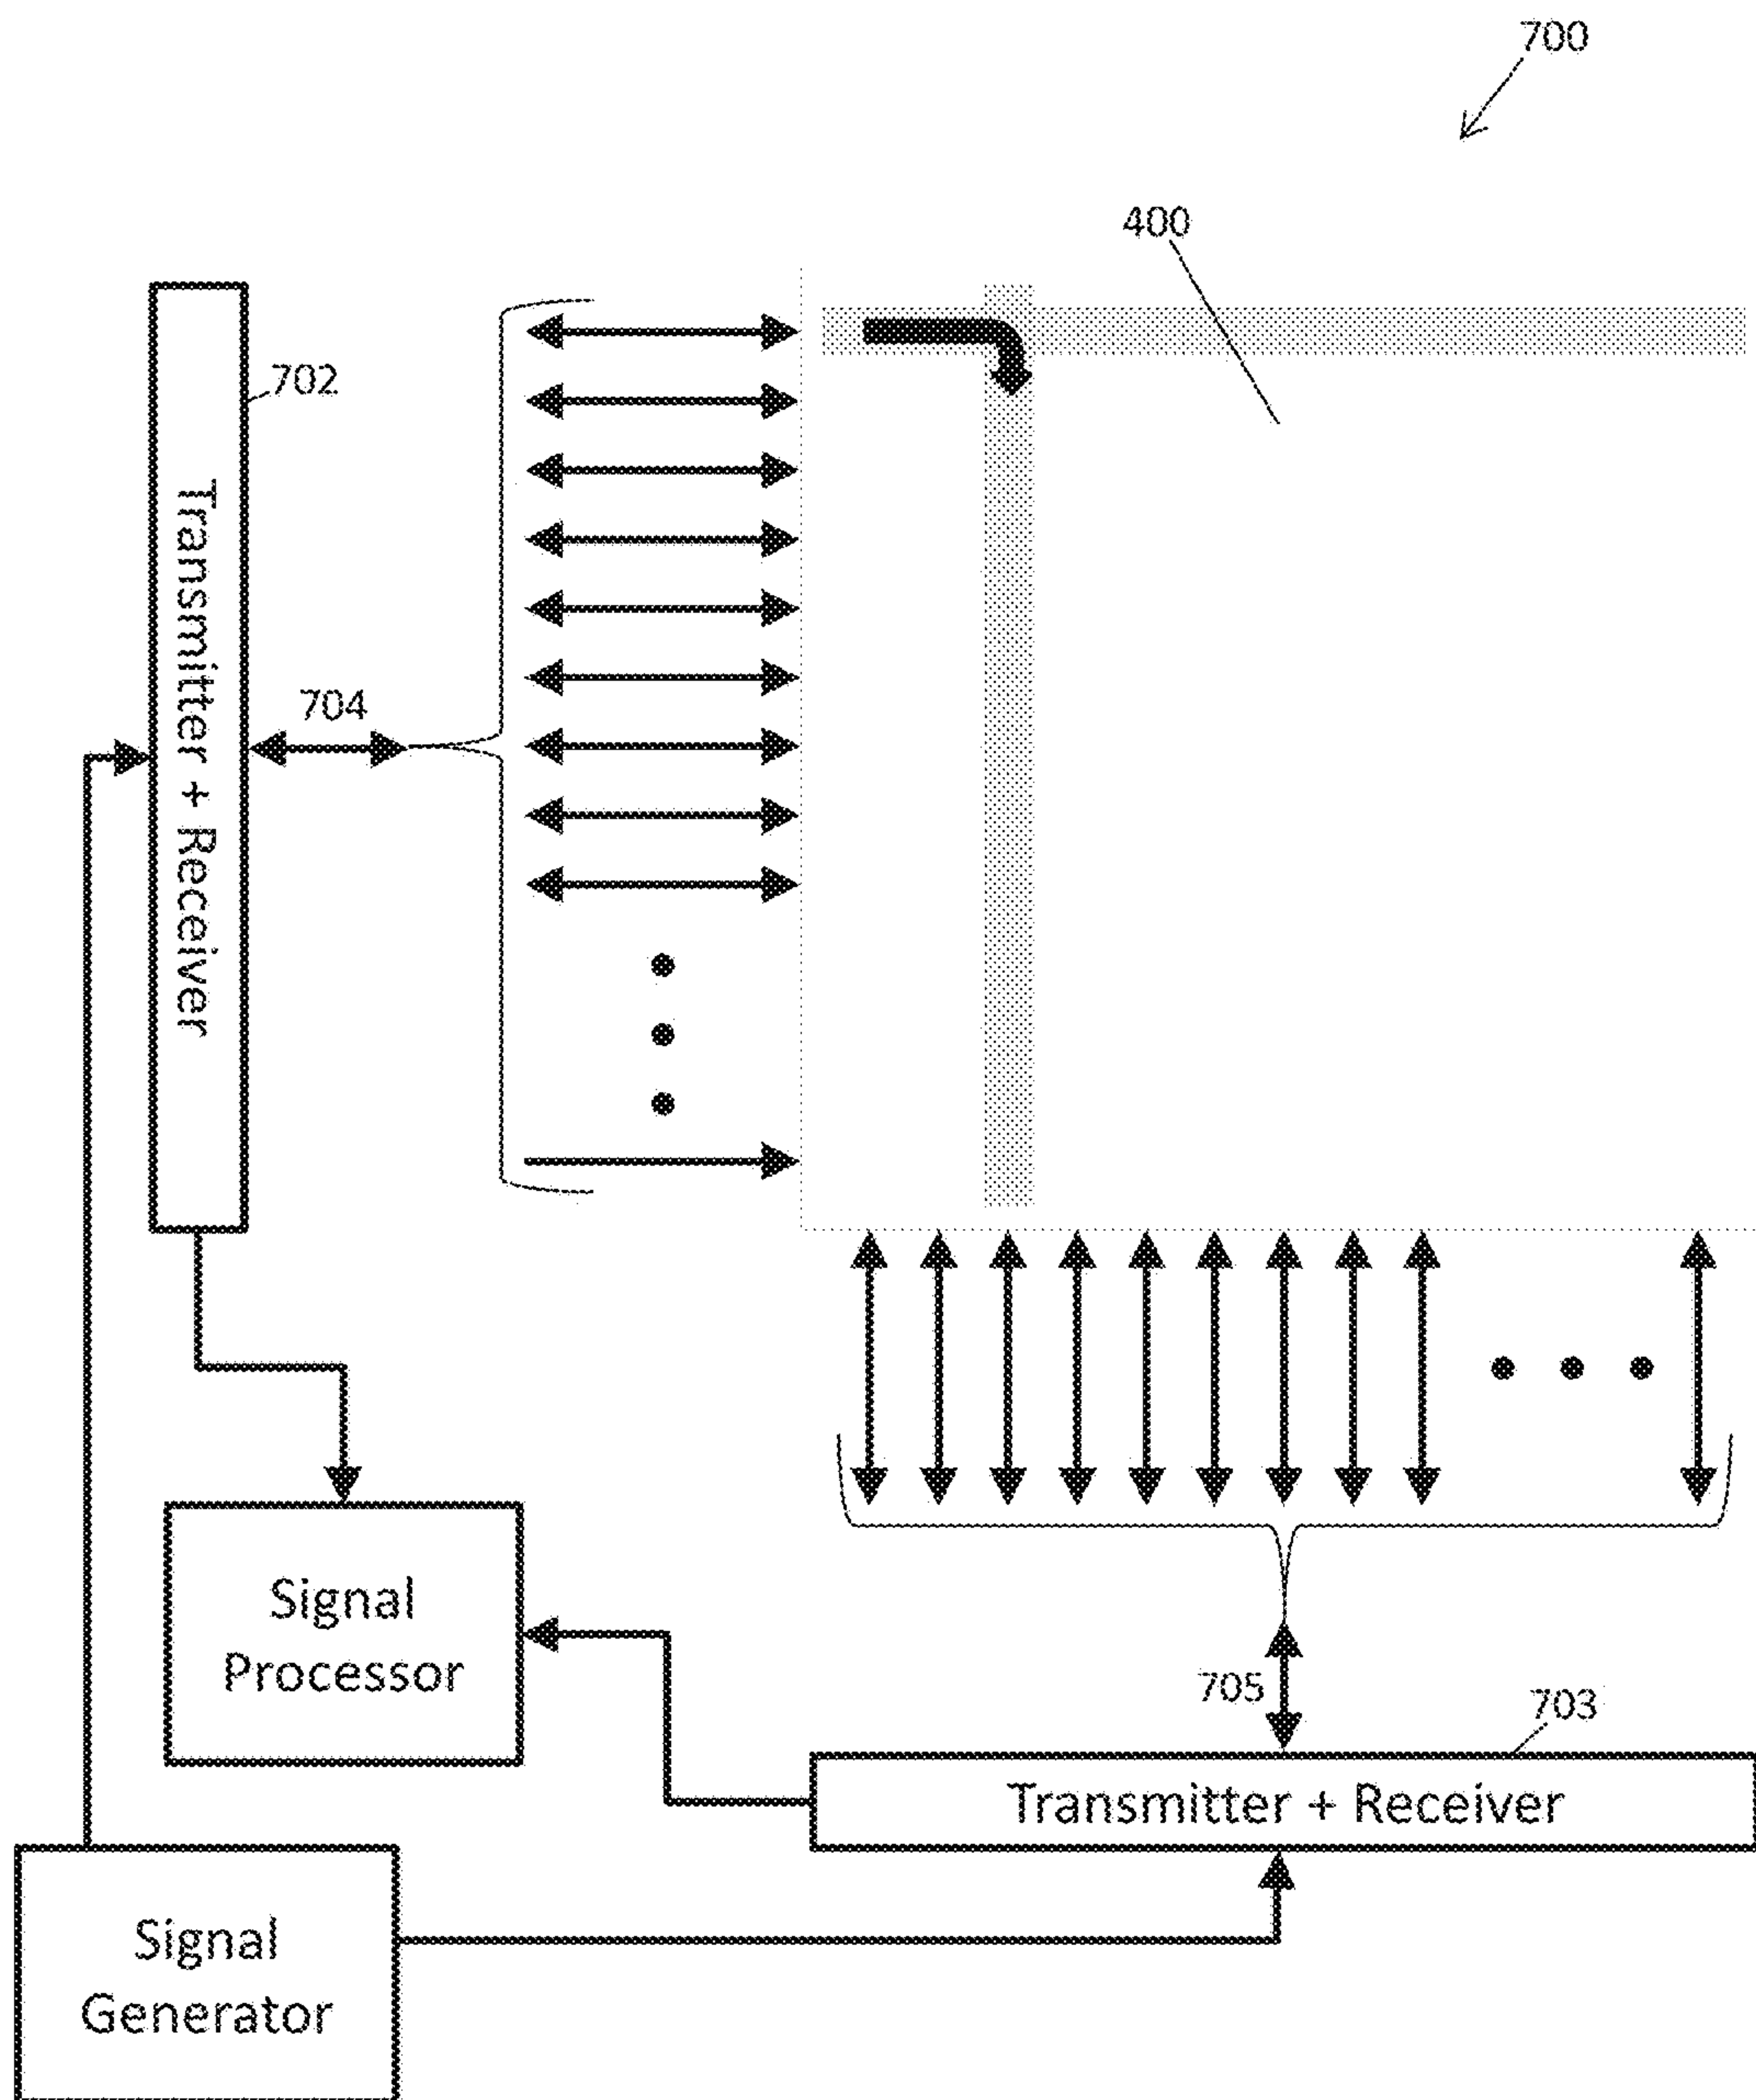 700
400
702
Transmitter + Receiver
704
Signal
Processor
705
703
Transmitter + Receiver
Signal
Generator